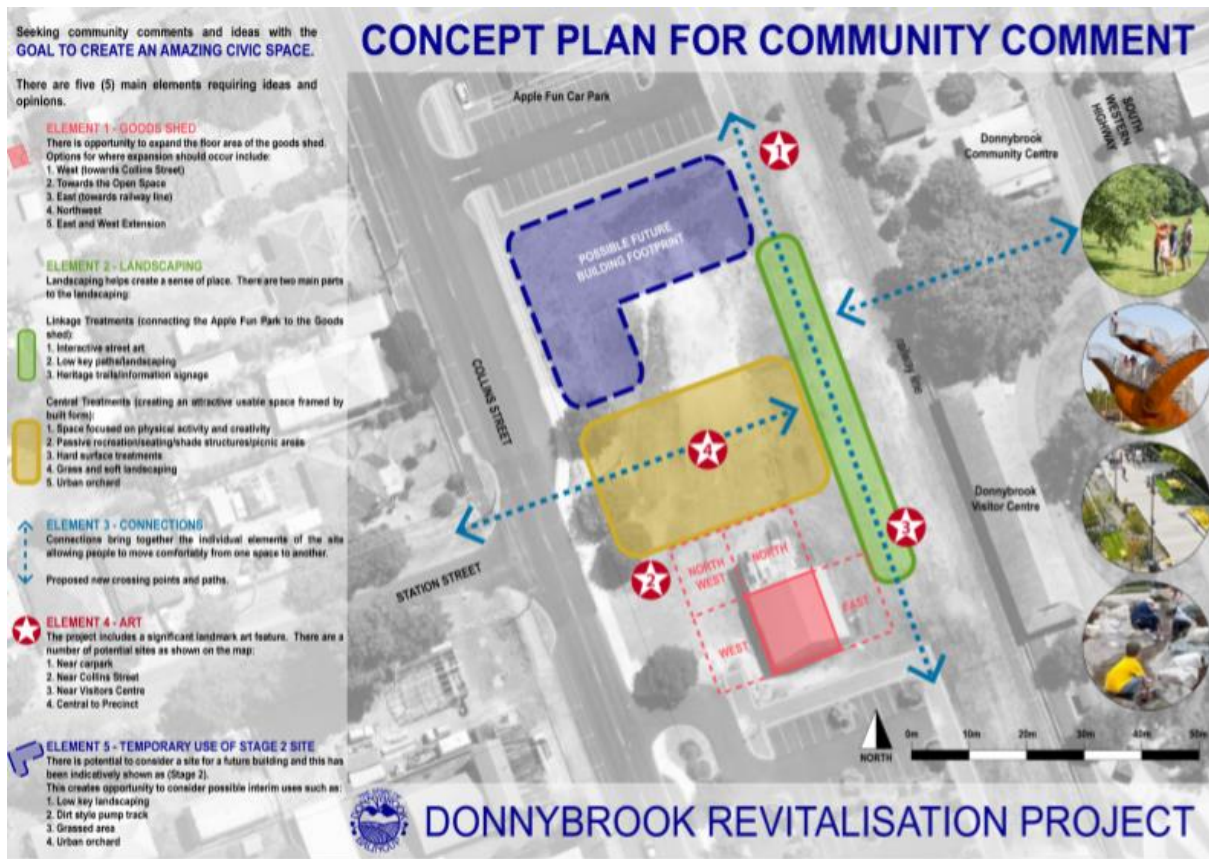 Seeking community comments and ideas with the
GOAL TO CREATE AN AMAZING CIVIC SPACE.
There are five (5) main elements requiring ideas and
opinions.
ELEMENT 1 - GOODS SHED
There is opportunity to expand the floor area of the goods shed.
Options for where expansion should occur include:
1. West (towards Collins Street)
2. Towards the Open Space
3. East (towards railway line)
4. Northwest
5. East and West Extension
ELEMENT 2 - LANDSCAPING
Landscaping helps create a sense of place. There are two main parts
to the landscaping:
Linkage Treatments (connecting the Apple Fun Park to the Goods
shed):
1. Interactive street art
2. Low key paths/landscaping
3. Heritage trails/information signage
Central Treatments (creating an attractive usable space framed by
built form):
1. Space focused on physical activity and creativity
2. Passive recreation/seating/shade structures/picnic areas
3. Hard surface treatments
4. Grass and soft landscaping
5. Urban orchard
ELEMENT 3 - CONNECTIONS
Connections bring together the individual elements of the site
allowing people to move comfortably from one space to another.
Proposed new crossing points and paths.
ELEMENT 4 - ART
The project includes a significant landmark art feature. There are a
number of potential sites as shown on the map:
1. Near carpark
2. Near Collins Street
3. Near Visitors Centre
4. Central to Precinct
ELEMENT 5 - TEMPORARY USE OF STAGE 2 SITE
There is potential to consider a site for a future building and this has
been indicatively shown as (Stage 2).
This creates opportunity to consider possible interim uses such as:
1. Low key landscaping
2. Dirt style pump track
3. Grassed area
4. Urban orchard
CONCEPT PLAN FOR COMMUNITY COMMENT
Apple Fun Car Park
SOUTH
WESTERN
HIGHWAY
Donnybrook
Community Centre
1
POSSIBLE FUTURE
BUILDING FOOTPRINT
railway line
COLLINS STREET
4
Donnybrook
Visitor Centre
3
STATION STREET
2
NORTH
WEST
NORTH
EAST
WEST
NORTH
0m
10m
20m
30m
40m
50m
DONNYBROOK
DONNYBROOK REVITALISATION PROJECT